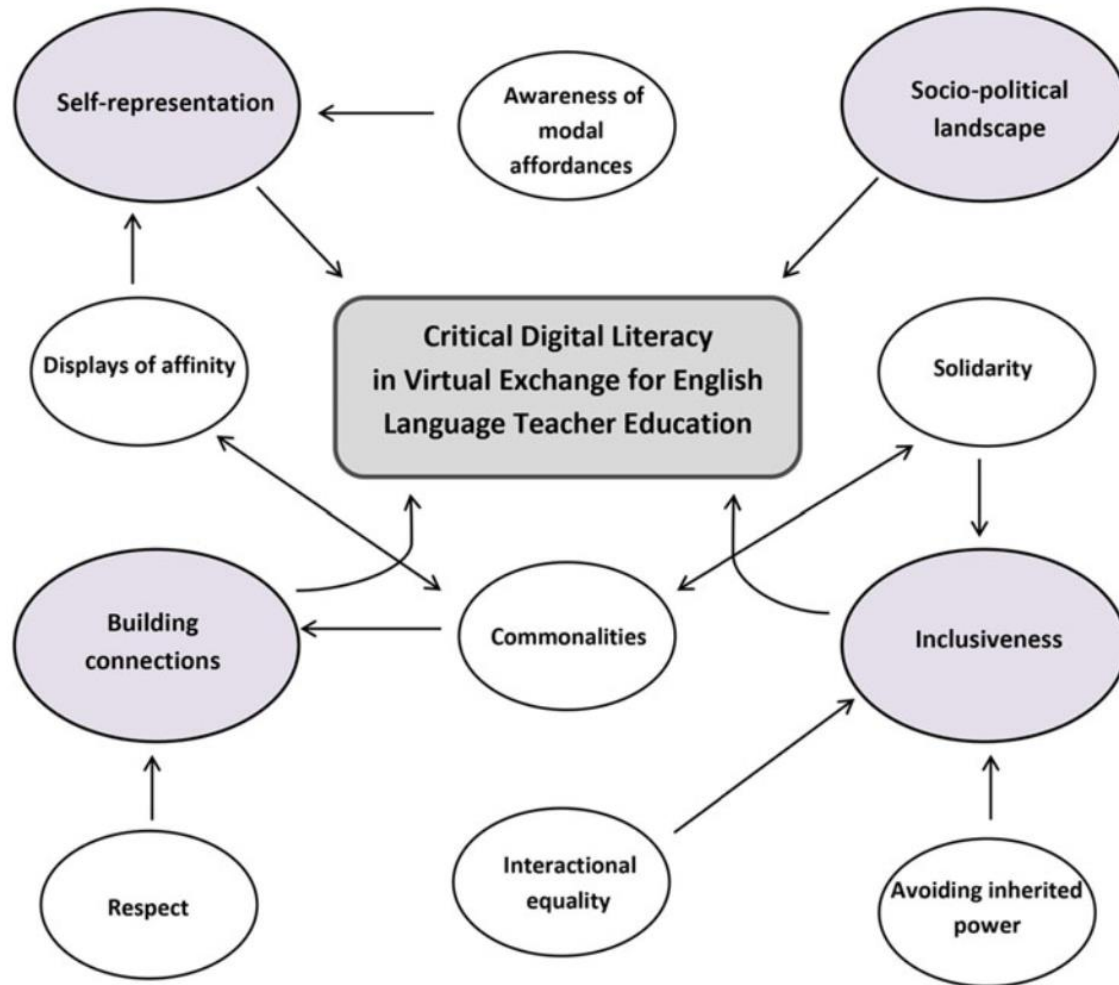 Self-representation
Awareness of
modal
affordances
Socio-political
landscape
Critical Digital Literacy
in Virtual Exchange for English
Language Teacher Education
Displays of affinity
Solidarity
Building
connections
Commonalities
Inclusiveness
Respect
Interactional
equality
Avoiding inherited
power